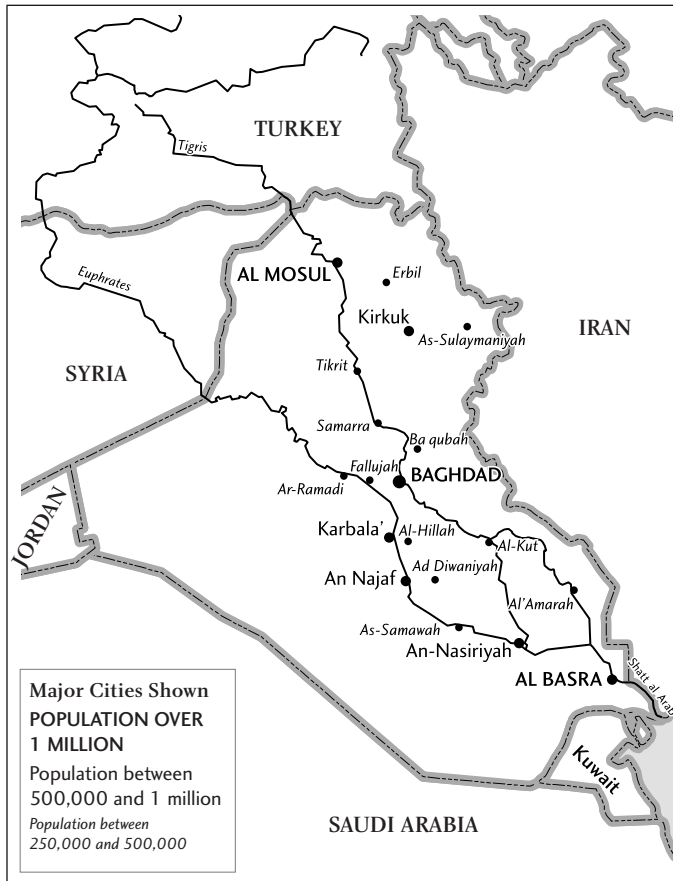 TURKEY
Tigris
AL MOSUL
Erbil
Euphrates
Kirkuk
IRAN
As-Sulaymaniyah
SYRIA
Tikrit
Samarra
Ba qubah
Fallujah
BAGHDAD
Ar-Ramadi
JORDAN
Karbala’
Al-Hillah
Al-Kut
Ad Diwaniyah
An Najaf
Al’Amarah
As-Samawah
An-Nasiriyah
AL BASRA
Shatt al Arab
Kuwait
SAUDI ARABIA
Major Cities Shown
POPULATION OVER
1 MILLION
Population between
500,000 and 1 million
Population between
250,000 and 500,000